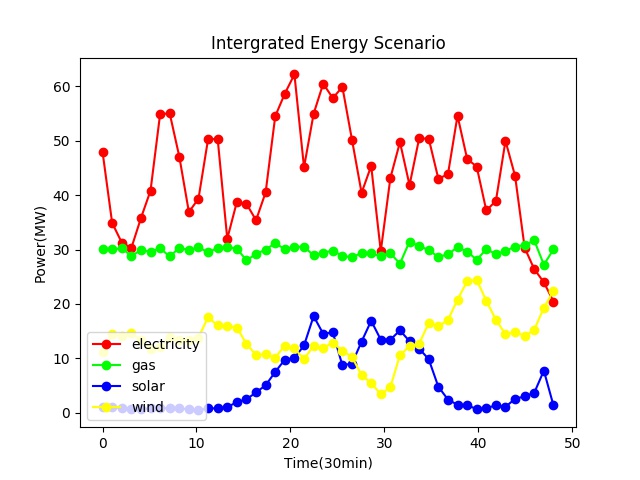 Intergrated Energy Scenario
Power(MW)
60
50
40
30
20
10
0
electricity
gas
solar
wind
0 10 20 30 40 50
Time(30min)